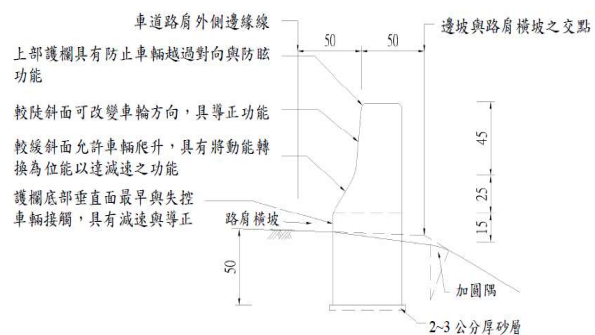 車道路肩外側邊緣線
邊坡與路肩橫坡之交點
50
50
上部護欄具有防止車輛越過對向與防眩
功能
較陡斜面可改變車輪方向，具導正功能
45
較緩斜面允許車輛爬升，具有將動能轉
換為位能以達減速之功能
25
護欄底部垂直面最早與失控
車輛接觸，具有減速與導正
路肩橫坡
15
50
加圓隅
2~3公分厚砂層